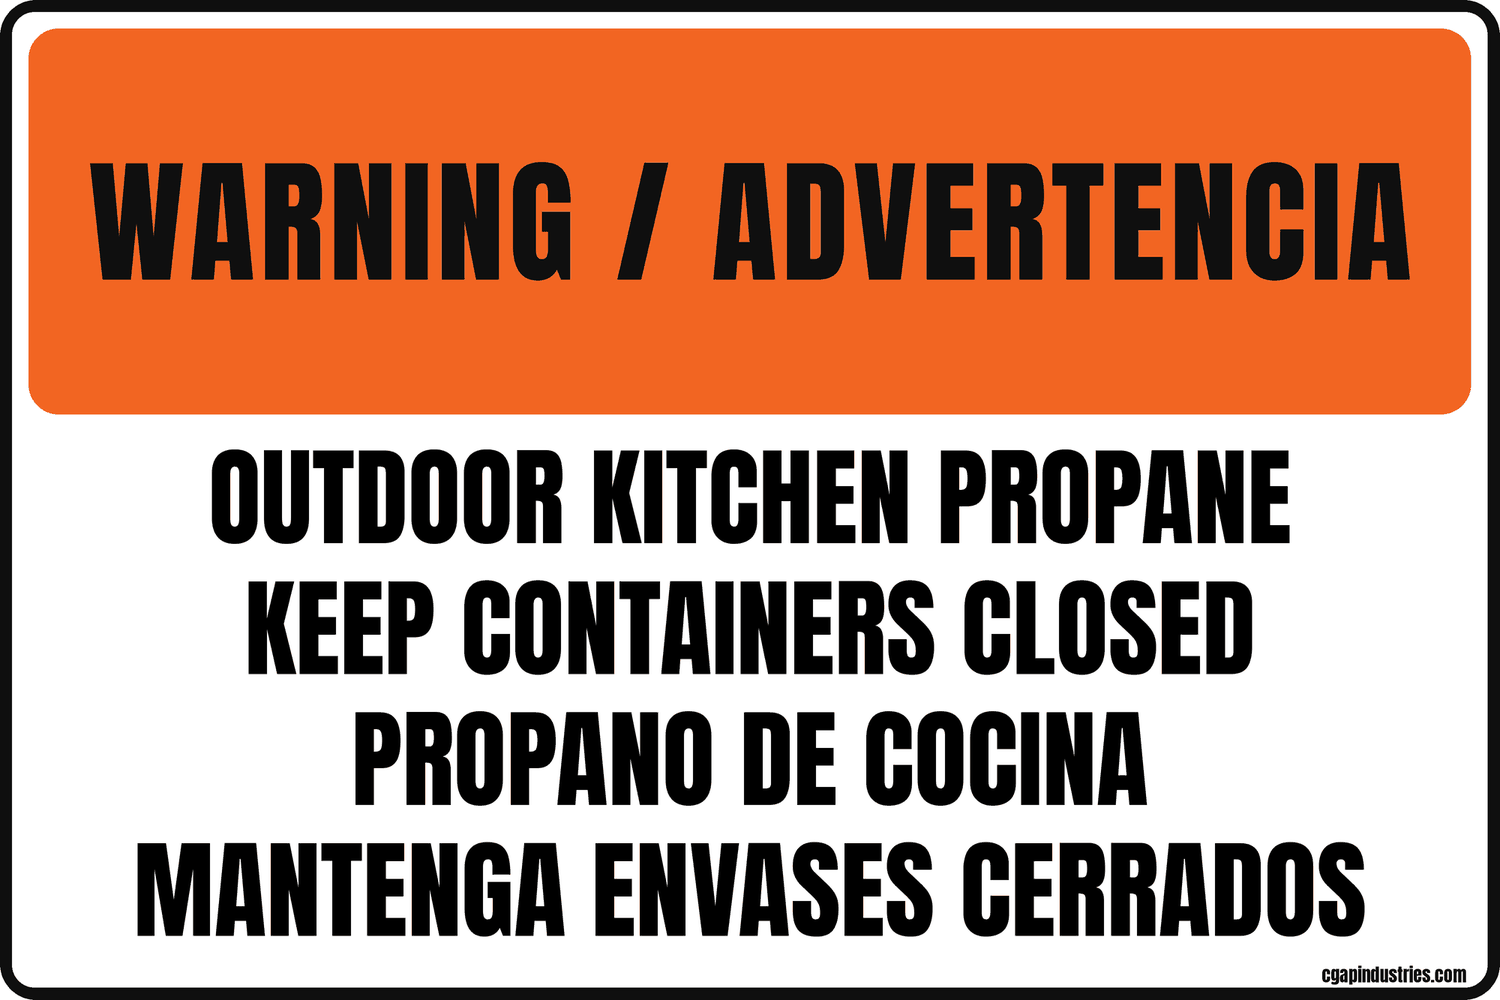 WARNING / ADVERTENCIA
OUTDOOR KITCHEN PROPANE
KEEP CONTAINERS CLOSED
PROPANO DE COCINA
MANTENGA ENVASES CERRADOS
cgapindustries.com